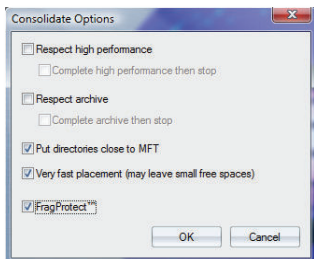 Consolidate Options
Respect high performance
Complete high performance then stop
Respect archive
Complete archive then stop
Put directories close to MFT
Very fast placement (may leave small free spaces)
FragProtect™
OK
Cancel